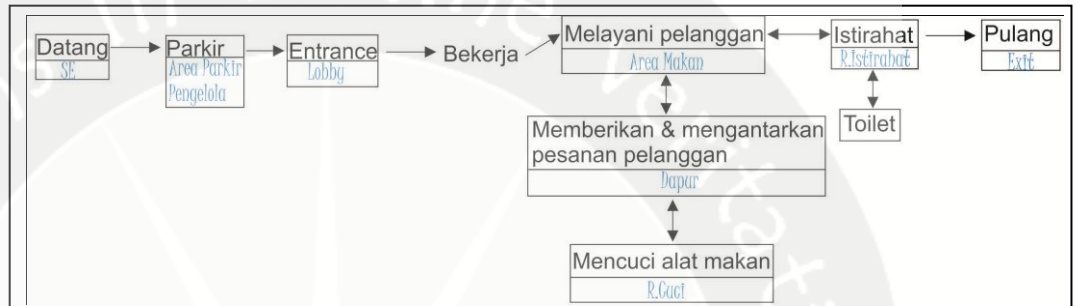 Datang
SE
Parkir
Area Parkir
Pengelola
Entrance
Lobby
Bekerja
Melayani pelanggan
Area Makan
Istirahat
R.Istirahat
Pulang
Exit
Toilet
Memberikan & mengantarkan
pesanan pelanggan
Dapur
Mencuci alat makan
R.Cuci